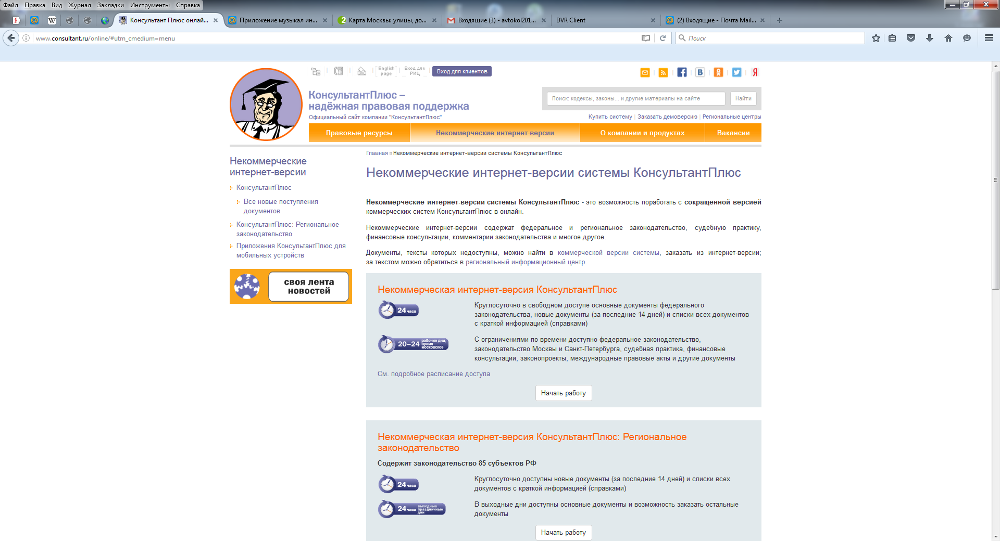 Файл Правка Вид Журнал Закладки Инструменты Справка
Консультант Плюс онлай...
Приложение музыкал ин...
Карта Москвы: улицы, до...
Входящие (3) - avtokol201...
DVR Client
(2) Входящие - Почта Mail...
www.consultant.ru/online/#utm_cmedium=menu
Поиск
English page
Вход для РИЦ
Вход для клиентов
КонсультантПлюс –
надёжная правовая поддержка
Официальный сайт компании "КонсультантПлюс"
Поиск: кодексы, законы... и другие материалы на сайте
Найти
Купить систему | Заказать демоверсию | Региональные центры
Правовые ресурсы
Некоммерческие интернет-версии
О компании и продуктах
Вакансии
Некоммерческие
интернет-версии
КонсультантПлюс
Все новые поступления
документов
КонсультантПлюс: Региональное
законодательство
Приложения КонсультантПлюс для
мобильных устройств
своя лента
новостей
Главная » Некоммерческие интернет-версии системы КонсультантПлюс
Некоммерческие интернет-версии системы КонсультантПлюс
Некоммерческие интернет-версии системы КонсультантПлюс - это возможность поработать с сокращенной версией
коммерческих систем КонсультантПлюс в онлайн.
Некоммерческие интернет-версии содержат федеральное и региональное законодательство, судебную практику,
финансовые консультации, комментарии законодательства и многое другое.
Документы, тексты которых недоступны, можно найти в коммерческой версии системы, заказать из интернет-версии;
за текстом можно обратиться в региональный информационный центр.
Некоммерческая интернет-версия КонсультантПлюс
24 часа
Круглосуточно в свободном доступе основные документы федерального
законодательства, новые документы (за последние 14 дней) и списки всех документов
с краткой информацией (справками)
20–24 рабочие дни, время московское
С ограничениями по времени доступно федеральное законодательство,
законодательство Москвы и Санкт-Петербурга, судебная практика, финансовые
консультации, законопроекты, международные правовые акты и другие документы
См. подробное расписание доступа
Начать работу
Некоммерческая интернет-версия КонсультантПлюс: Региональное
законодательство
Содержит законодательство 85 субъектов РФ
24 часа
Круглосуточно доступны новые документы (за последние 14 дней) и списки всех
документов с краткой информацией (справками)
24 часа выходные праздничные дни
В выходные дни доступны основные документы и возможность заказать остальные
документы
Начать работу